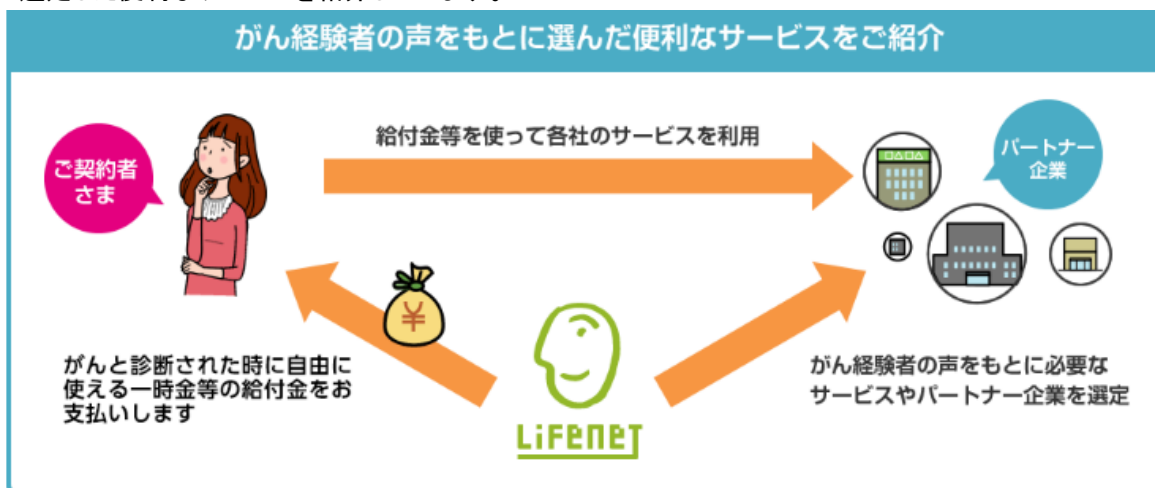 がん経験者の声をもとに選んだ便利なサービスをご紹介
ご契約者
さま
給付金等を使って各社のサービスを利用
パートナー
企業
¥
がんと診断された時に自由に
使える一時金等の給付金をお
支払いします
LiFENET
がん経験者の声をもとに必要な
サービスやパートナー企業を選定